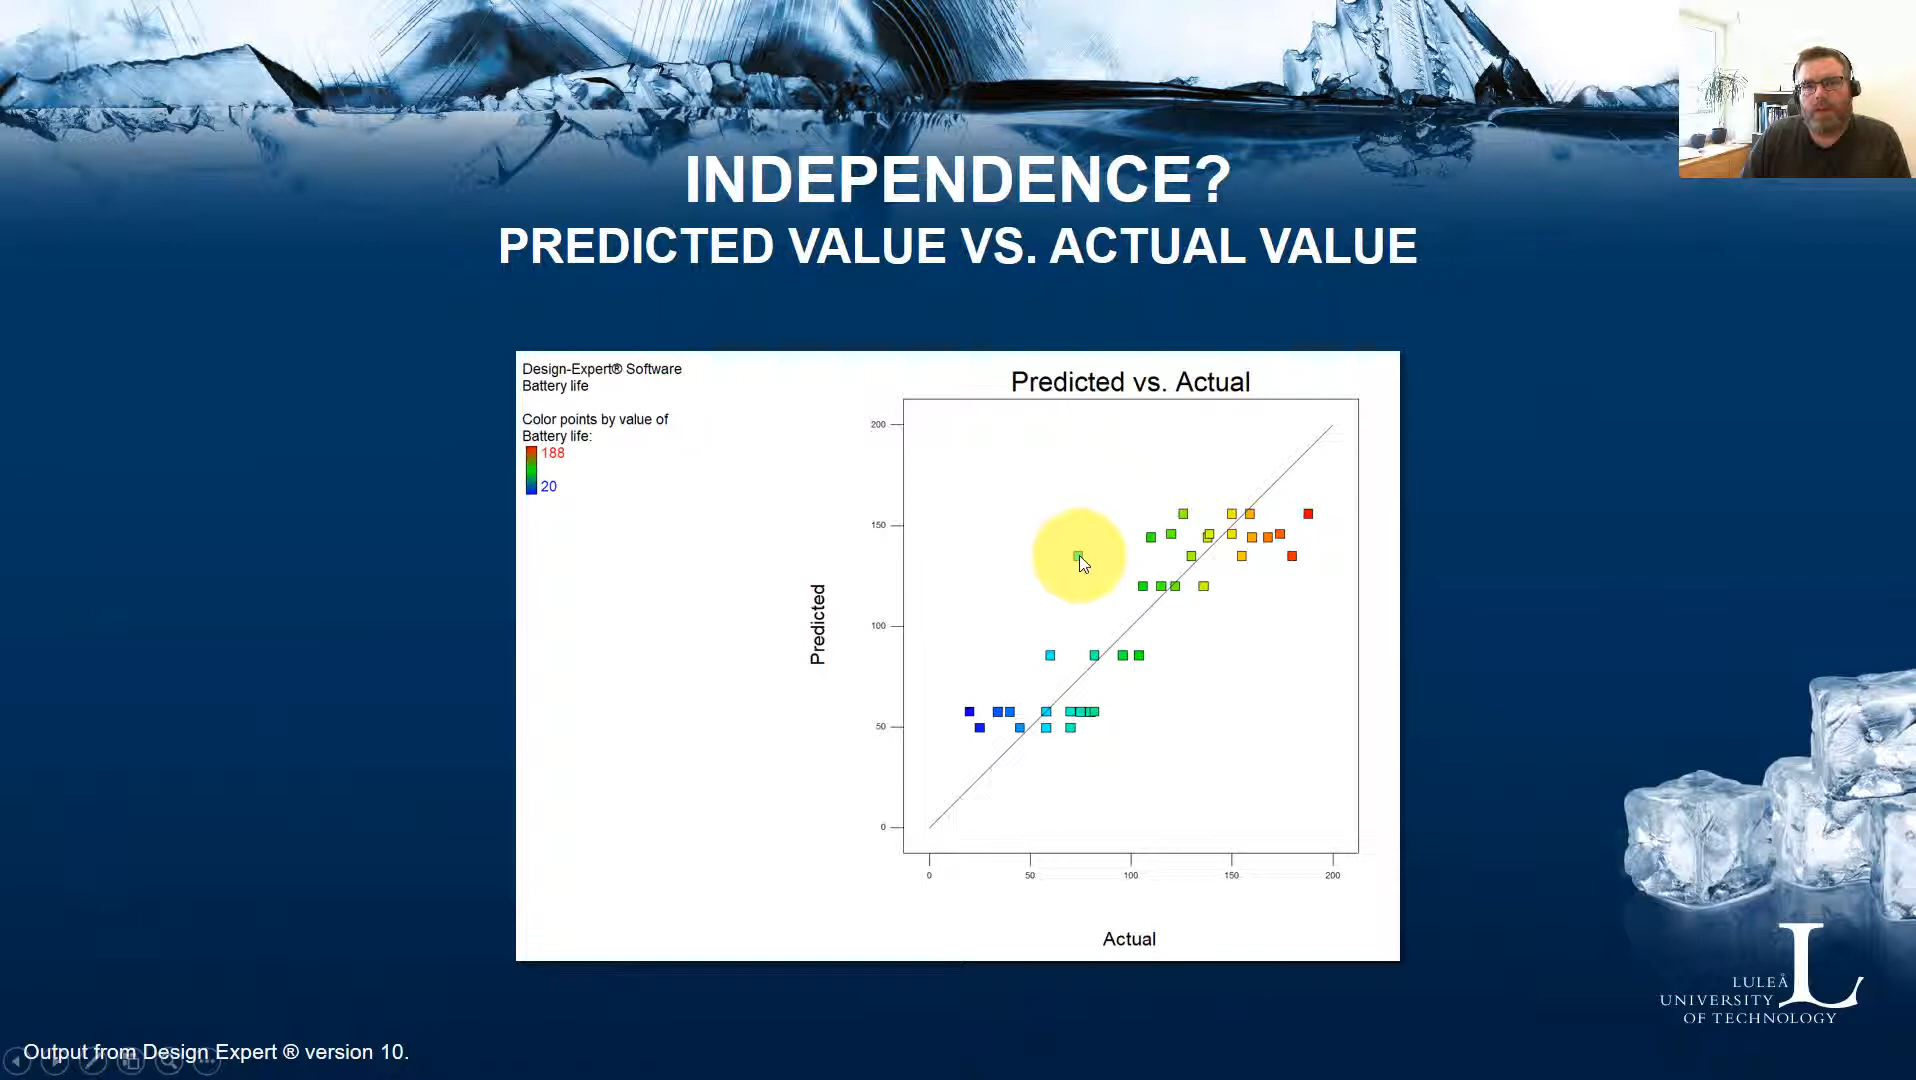 INDEPENDENCE?
PREDICTED VALUE VS. ACTUAL VALUE
Design-Expert® Software
Battery life
Color points by value of
Battery life:
188
20
Predicted vs. Actual
200
150
100
50
0
Predicted
0 50 100 150 200
Actual
LULEÅ
UNIVERSITY
OF TECHNOLOGY
L
Output from Design Expert ® version 10.